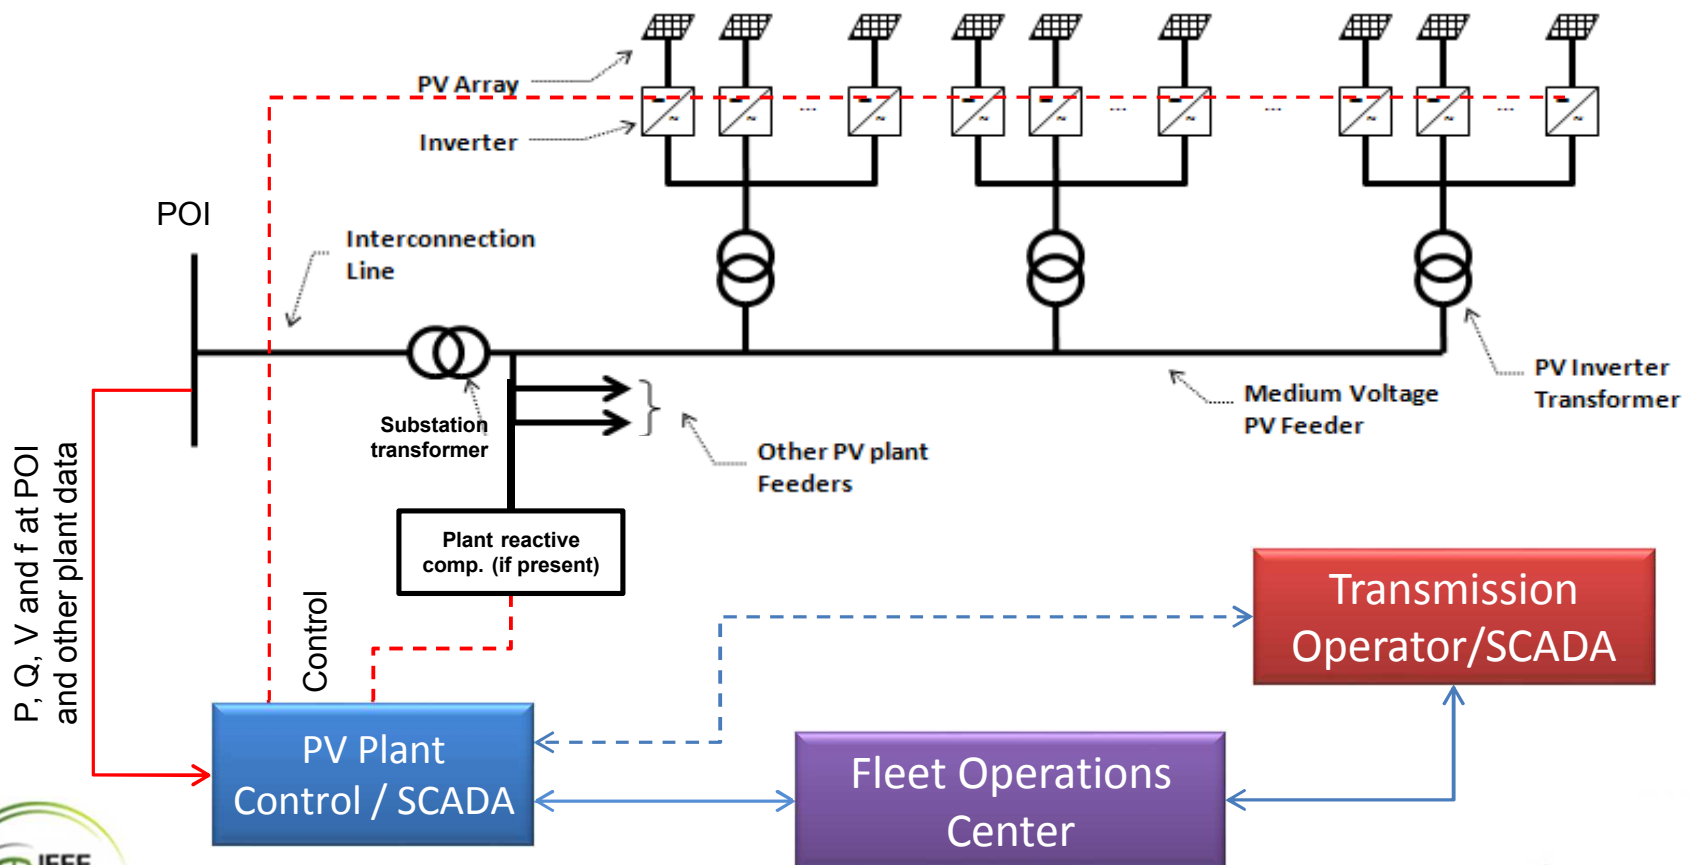 PV Array
Inverter
...
...
...
...
POI
Interconnection
Line
Substation
transformer
Other PV plant
Feeders
Medium Voltage
PV Feeder
PV Inverter
Transformer
P, Q, V and f at POI
and other plant data
Control
Plant reactive
comp. (if present)
Transmission
Operator/SCADA
PV Plant
Control / SCADA
Fleet Operations
Center
IEEE